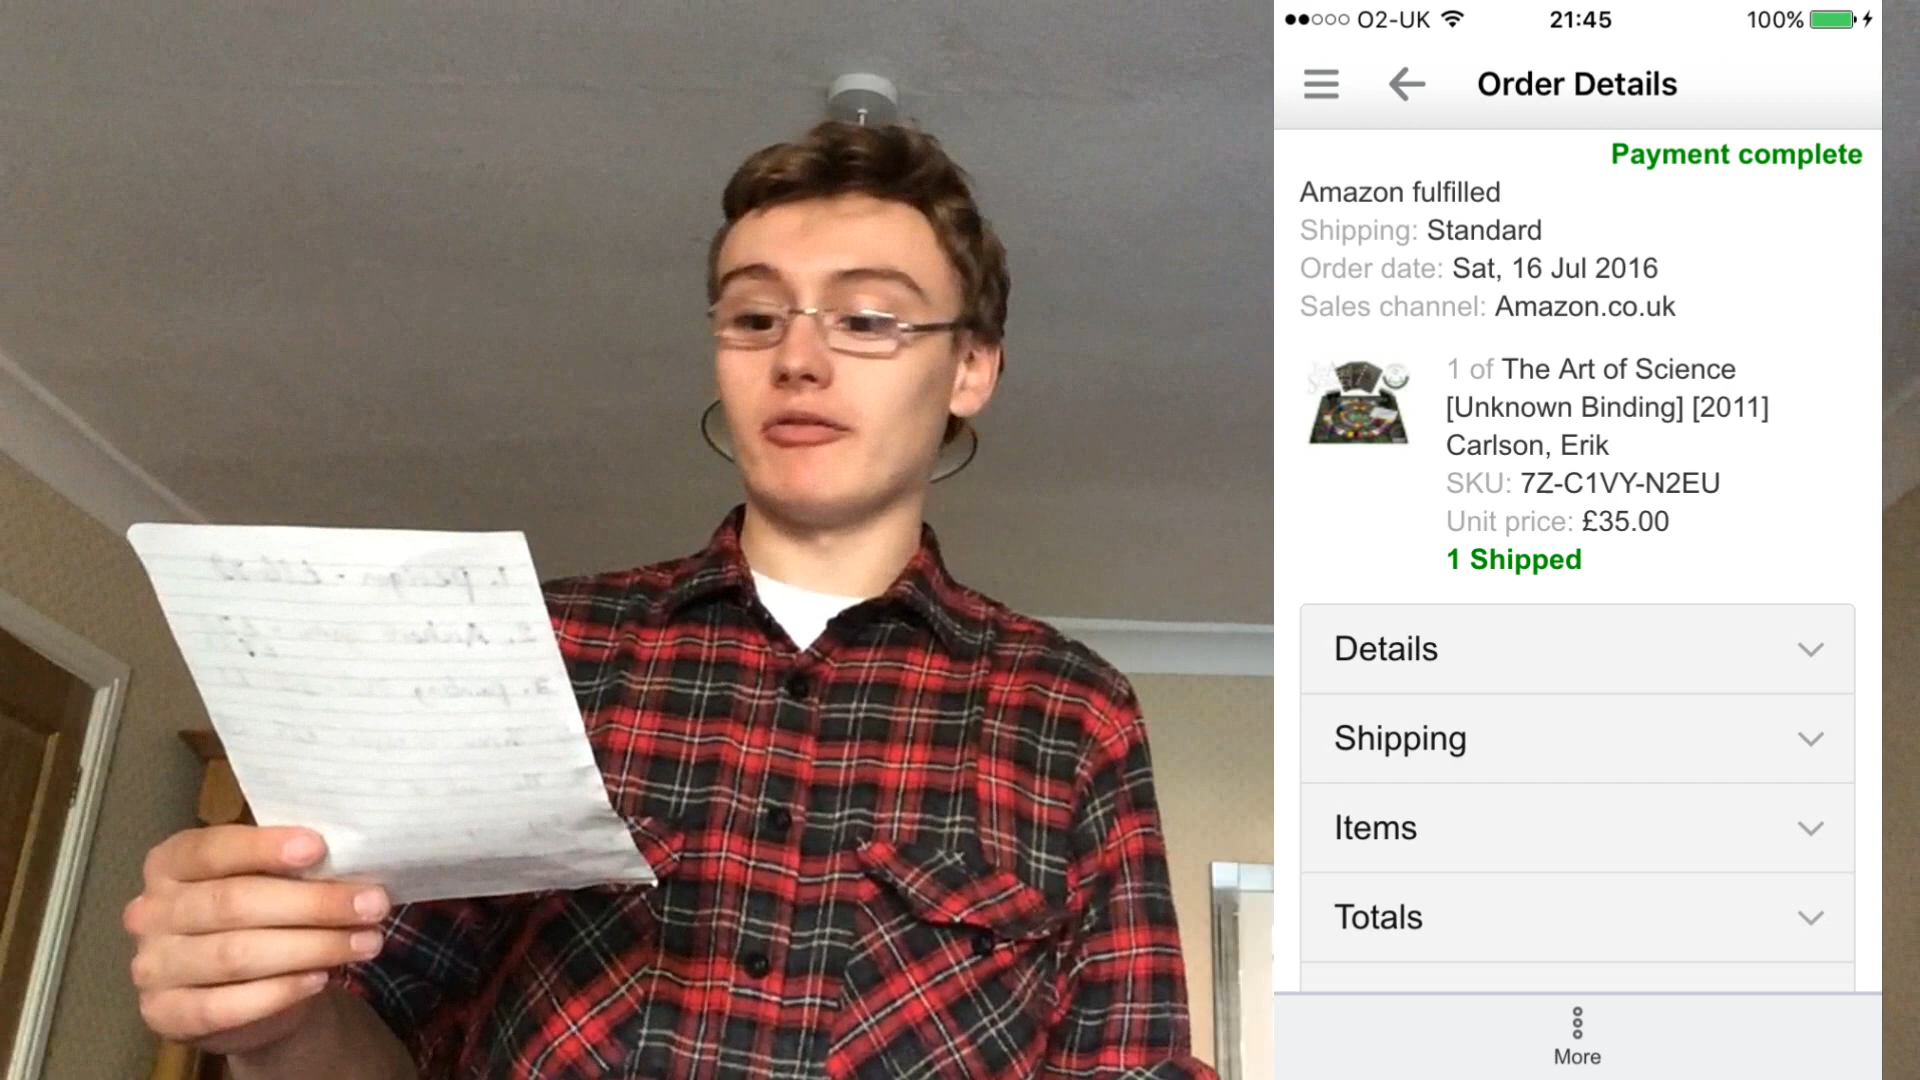 O2-UK 21:45 100%
Order Details
Payment complete
Amazon fulfilled
Shipping: Standard
Order date: Sat, 16 Jul 2016
Sales channel: Amazon.co.uk
1 of The Art of Science
[Unknown Binding] [2011]
Carlson, Erik
SKU: 7Z-C1VY-N2EU
Unit price: £35.00
1 Shipped
Details
Shipping
Items
Totals
More